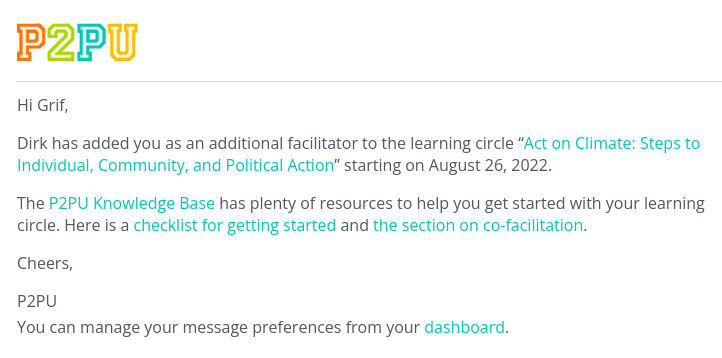 P2PU
Hi Grif,
Dirk has added you as an additional facilitator to the learning circle “Act on Climate: Steps to
Individual, Community, and Political Action” starting on August 26, 2022.
The P2PU Knowledge Base has plenty of resources to help you get started with your learning
circle. Here is a checklist for getting started and the section on co-facilitation.
Cheers,
P2PU
You can manage your message preferences from your dashboard.